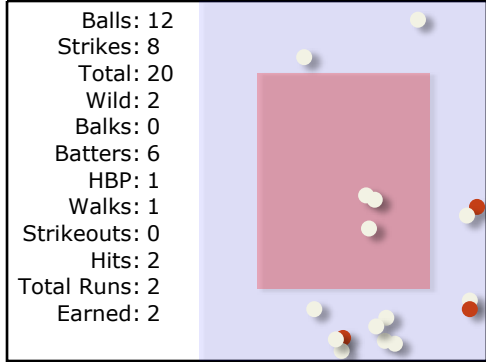 Balls: 12
Strikes: 8
Total: 20
Wild: 2
Balks: 0
Batters: 6
HBP: 1
Walks: 1
Strikeouts: 0
Hits: 2
Total Runs: 2
Earned: 2